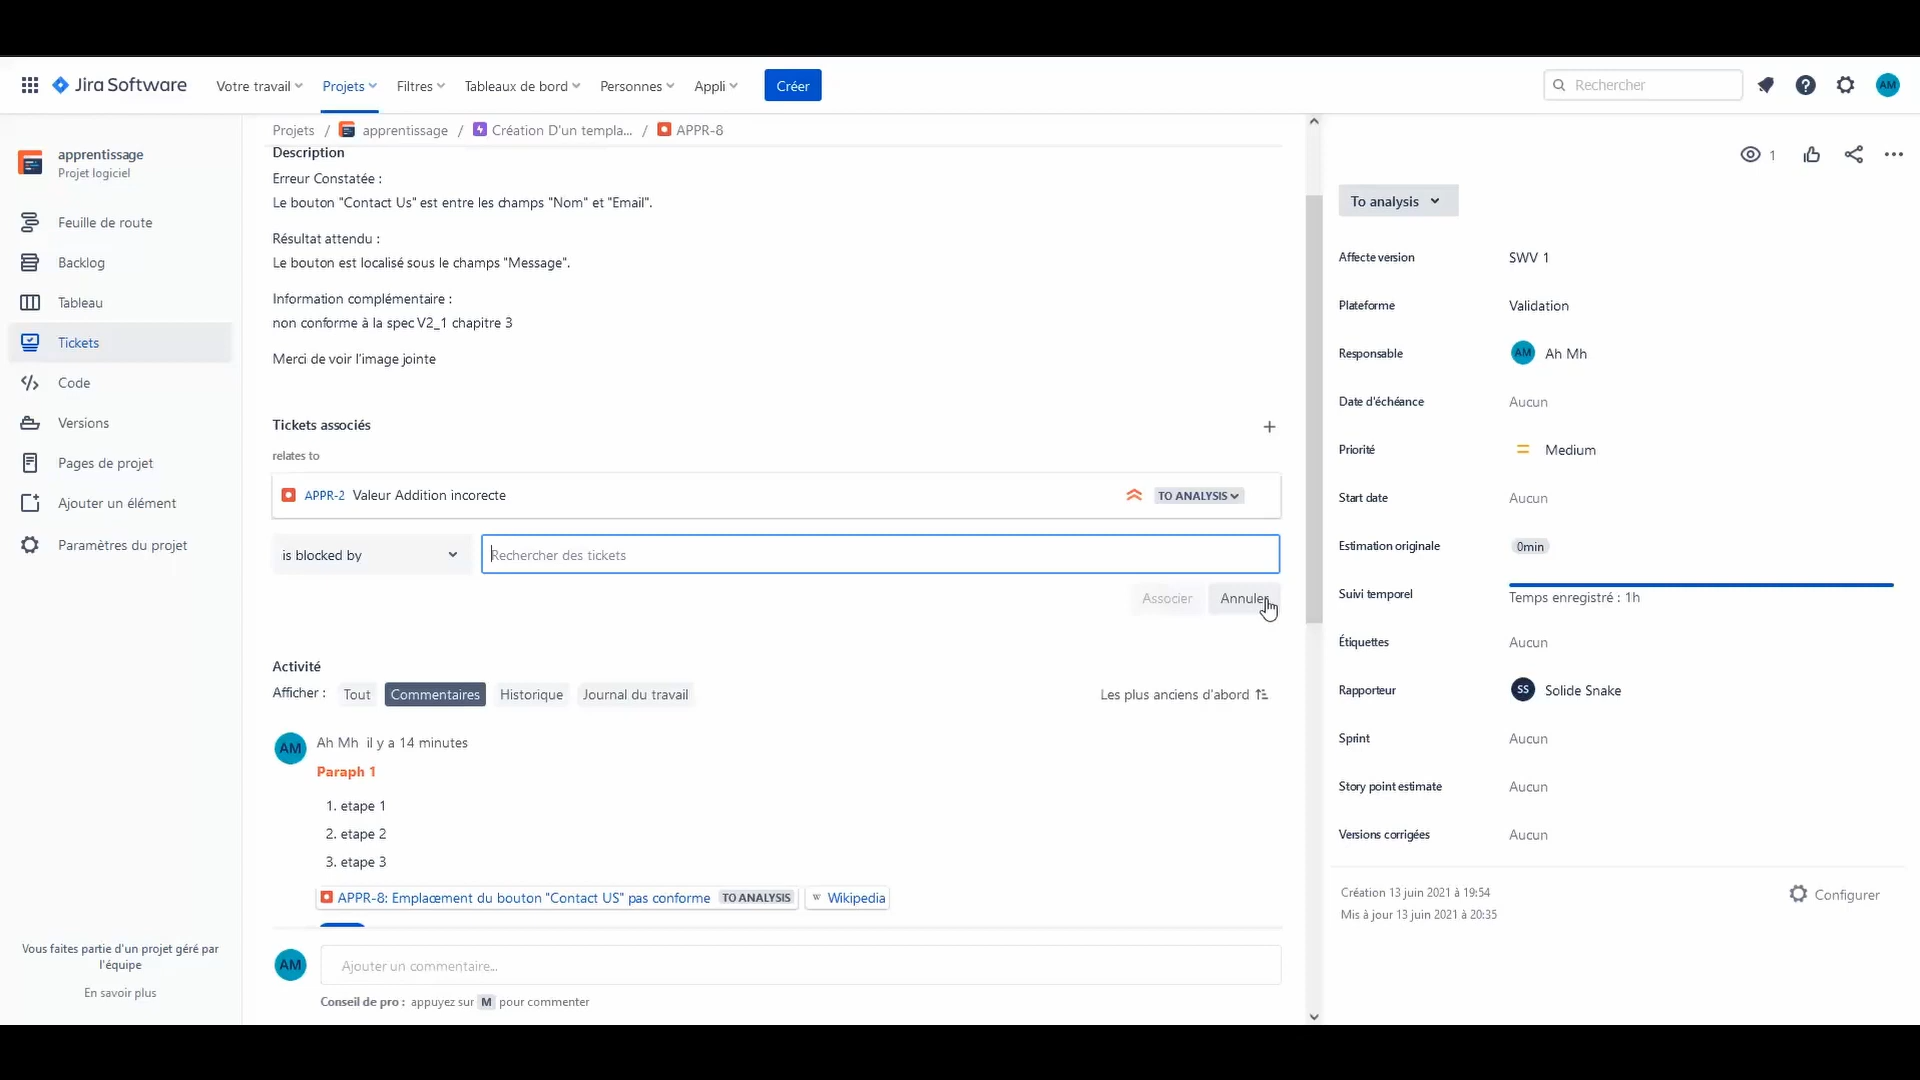 Jira Software
Votre travail
Projets
Filtres
Tableaux de bord
Personnes
Appli
Créer
Rechercher
AM
apprentissage
Projet logiciel
Feuille de route
Backlog
Tableau
Tickets
Code
Versions
Pages de projet
Ajouter un élément
Paramètres du projet
Vous faites partie d'un projet géré par
l'équipe
En savoir plus
Projets / apprentissage / Création D'un templa... / APPR-8
Description
Erreur Constatée :
Le bouton "Contact Us" est entre les champs "Nom" et "Email".
Résultat attendu :
Le bouton est localisé sous le champs "Message".
Information complémentaire :
non conforme à la spec V2_1 chapitre 3
Merci de voir l'image jointe
Tickets associés
relates to
APPR-2 Valeur Addition incorecte TO ANALYSIS
is blocked by
Rechercher des tickets
Associer
Annuler
Activité
Afficher : Tout Commentaires Historique Journal du travail
Les plus anciens d'abord
AM
Ah Mh il y a 14 minutes
Paraph 1
1. etape 1
2. etape 2
3. etape 3
APPR-8: Emplacement du bouton "Contact US" pas conforme TO ANALYSIS
W Wikipedia
AM
Ajouter un commentaire...
Conseil de pro : appuyez sur M pour commenter
1
To analysis
Affecte version SWV 1
Plateforme Validation
Responsable AM Ah Mh
Date d'échéance Aucun
Priorité Medium
Start date Aucun
Estimation originale 0min
Suivi temporel Temps enregistré : 1h
Étiquettes Aucun
Rapporteur SS Solide Snake
Sprint Aucun
Story point estimate Aucun
Versions corrigées Aucun
Création 13 juin 2021 à 19:54
Mis à jour 13 juin 2021 à 20:35
Configurer